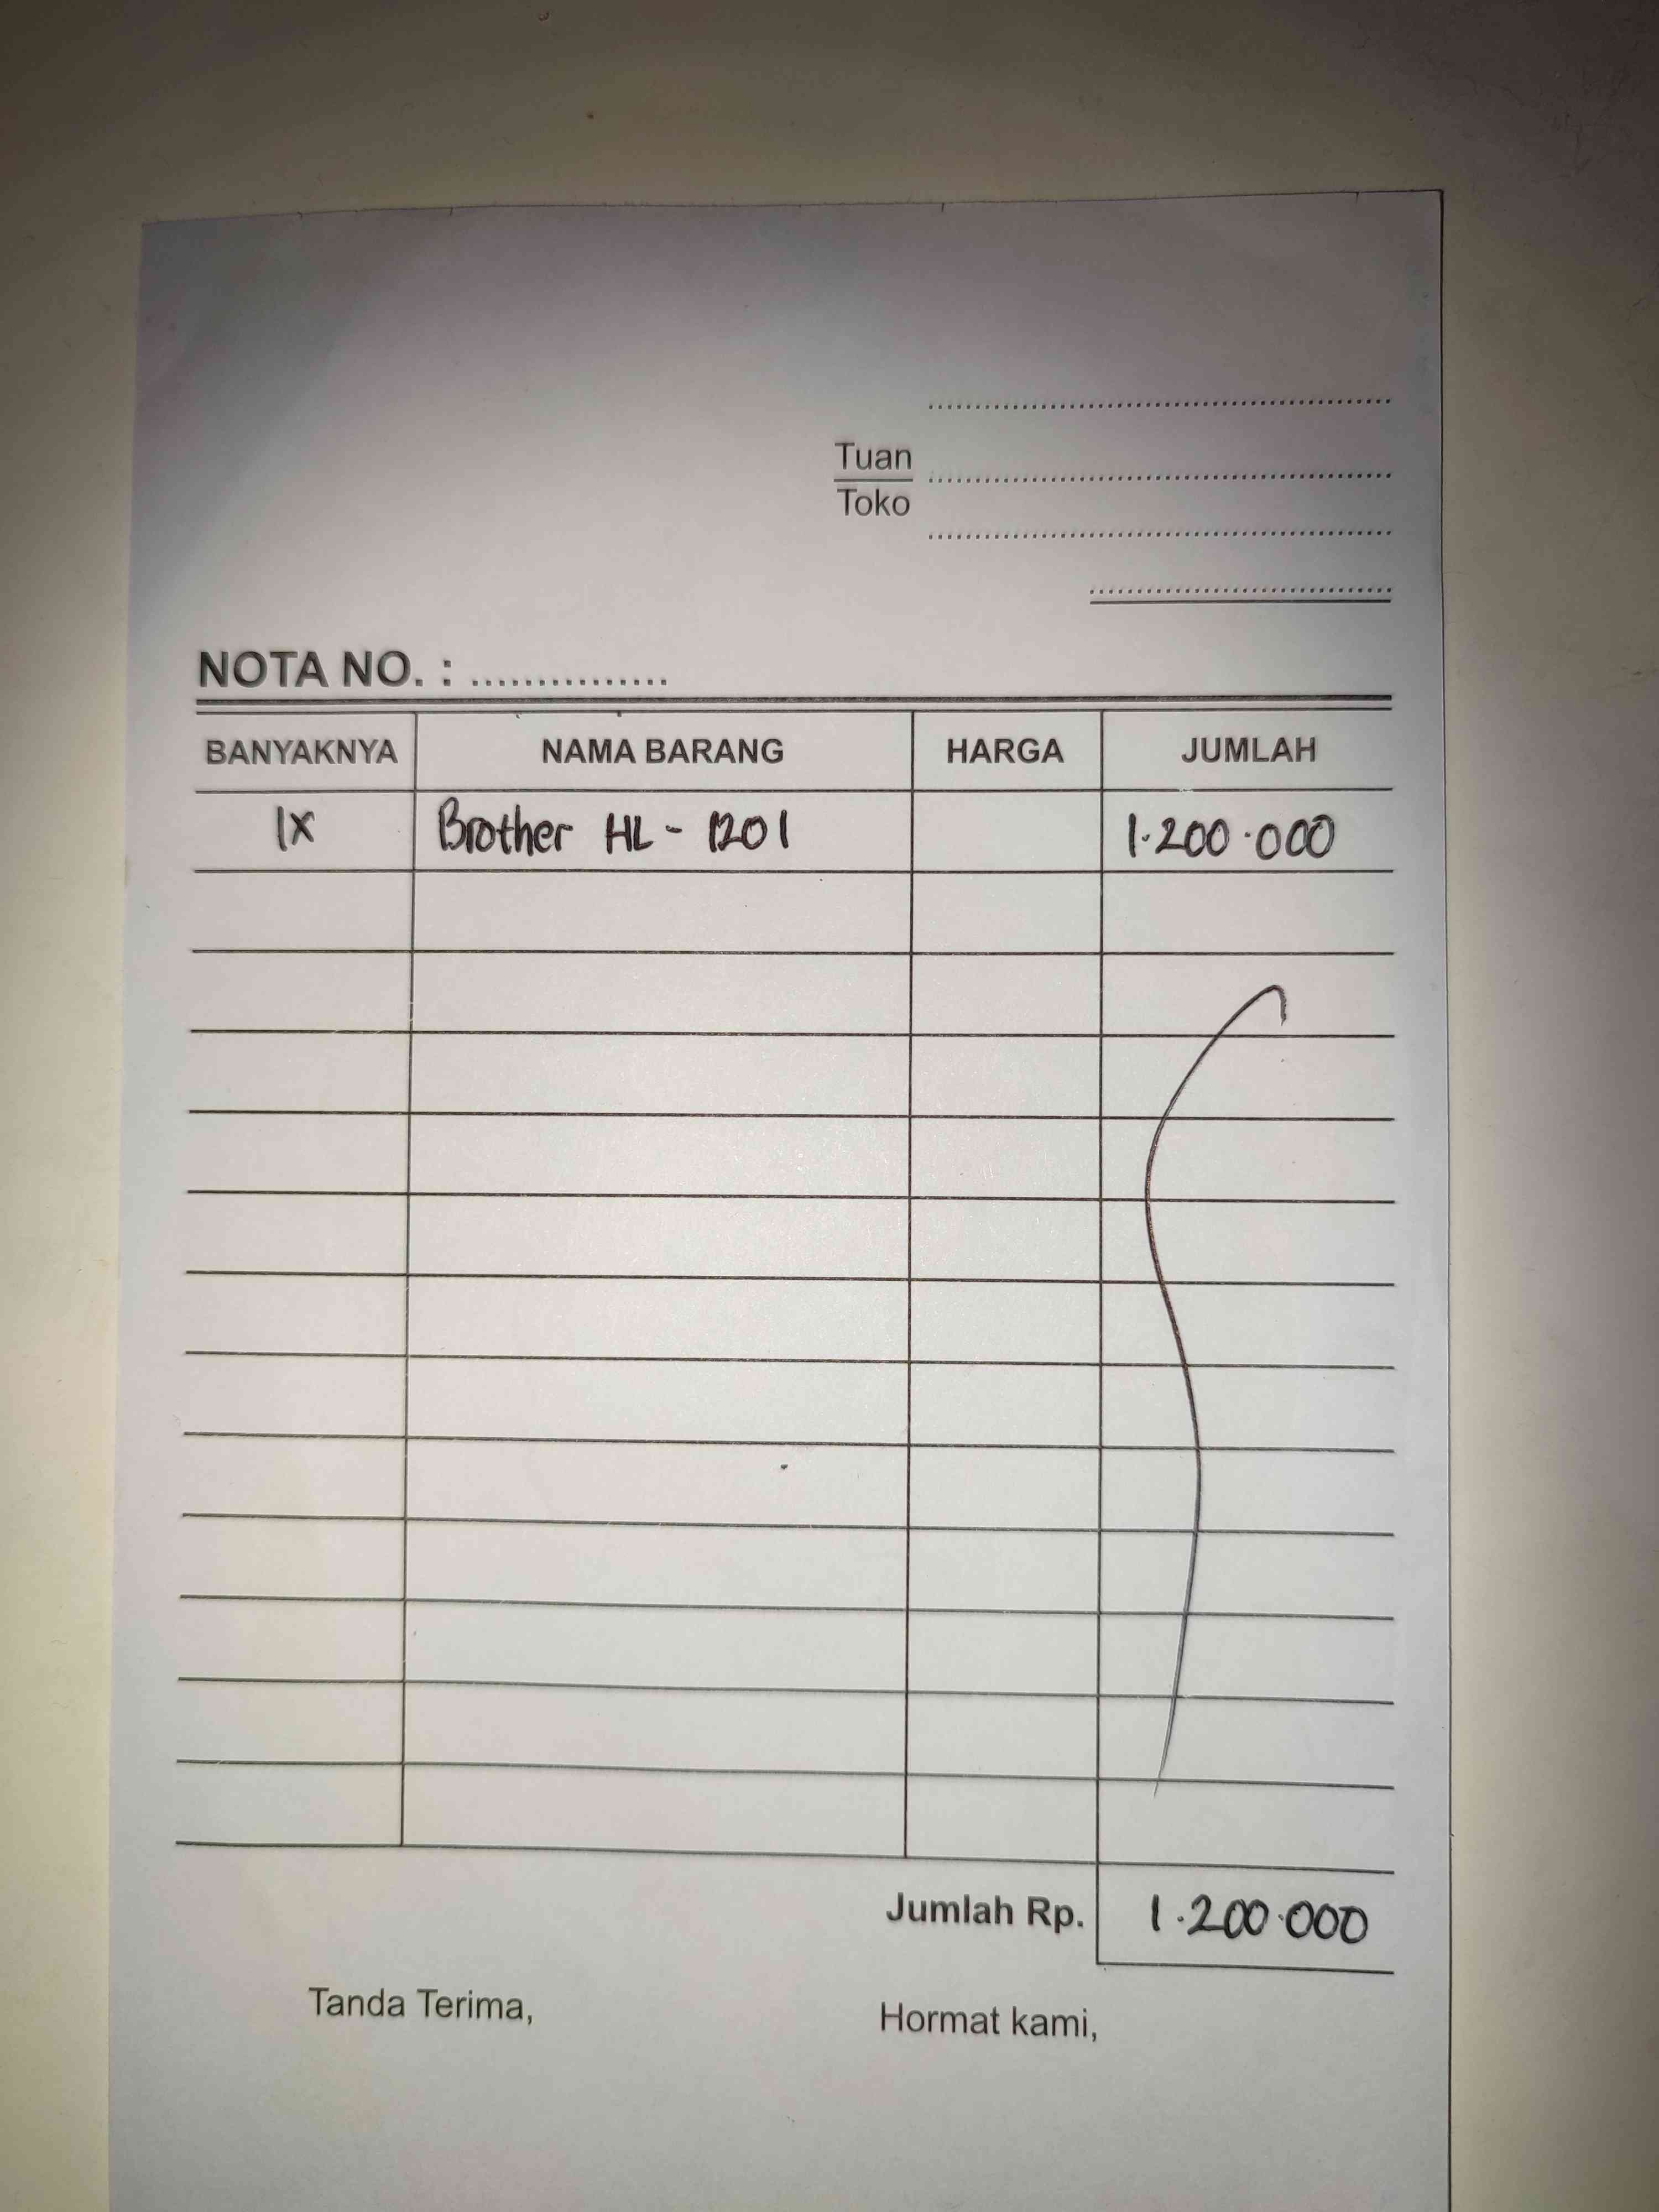 Tuan
Toko
NOTA NO. : ...............
BANYAKNYA NAMA BARANG HARGA JUMLAH
1X Brother HL - 1201 1.200.000
Jumlah Rp. 1.200.000
Tanda Terima, Hormat kami,